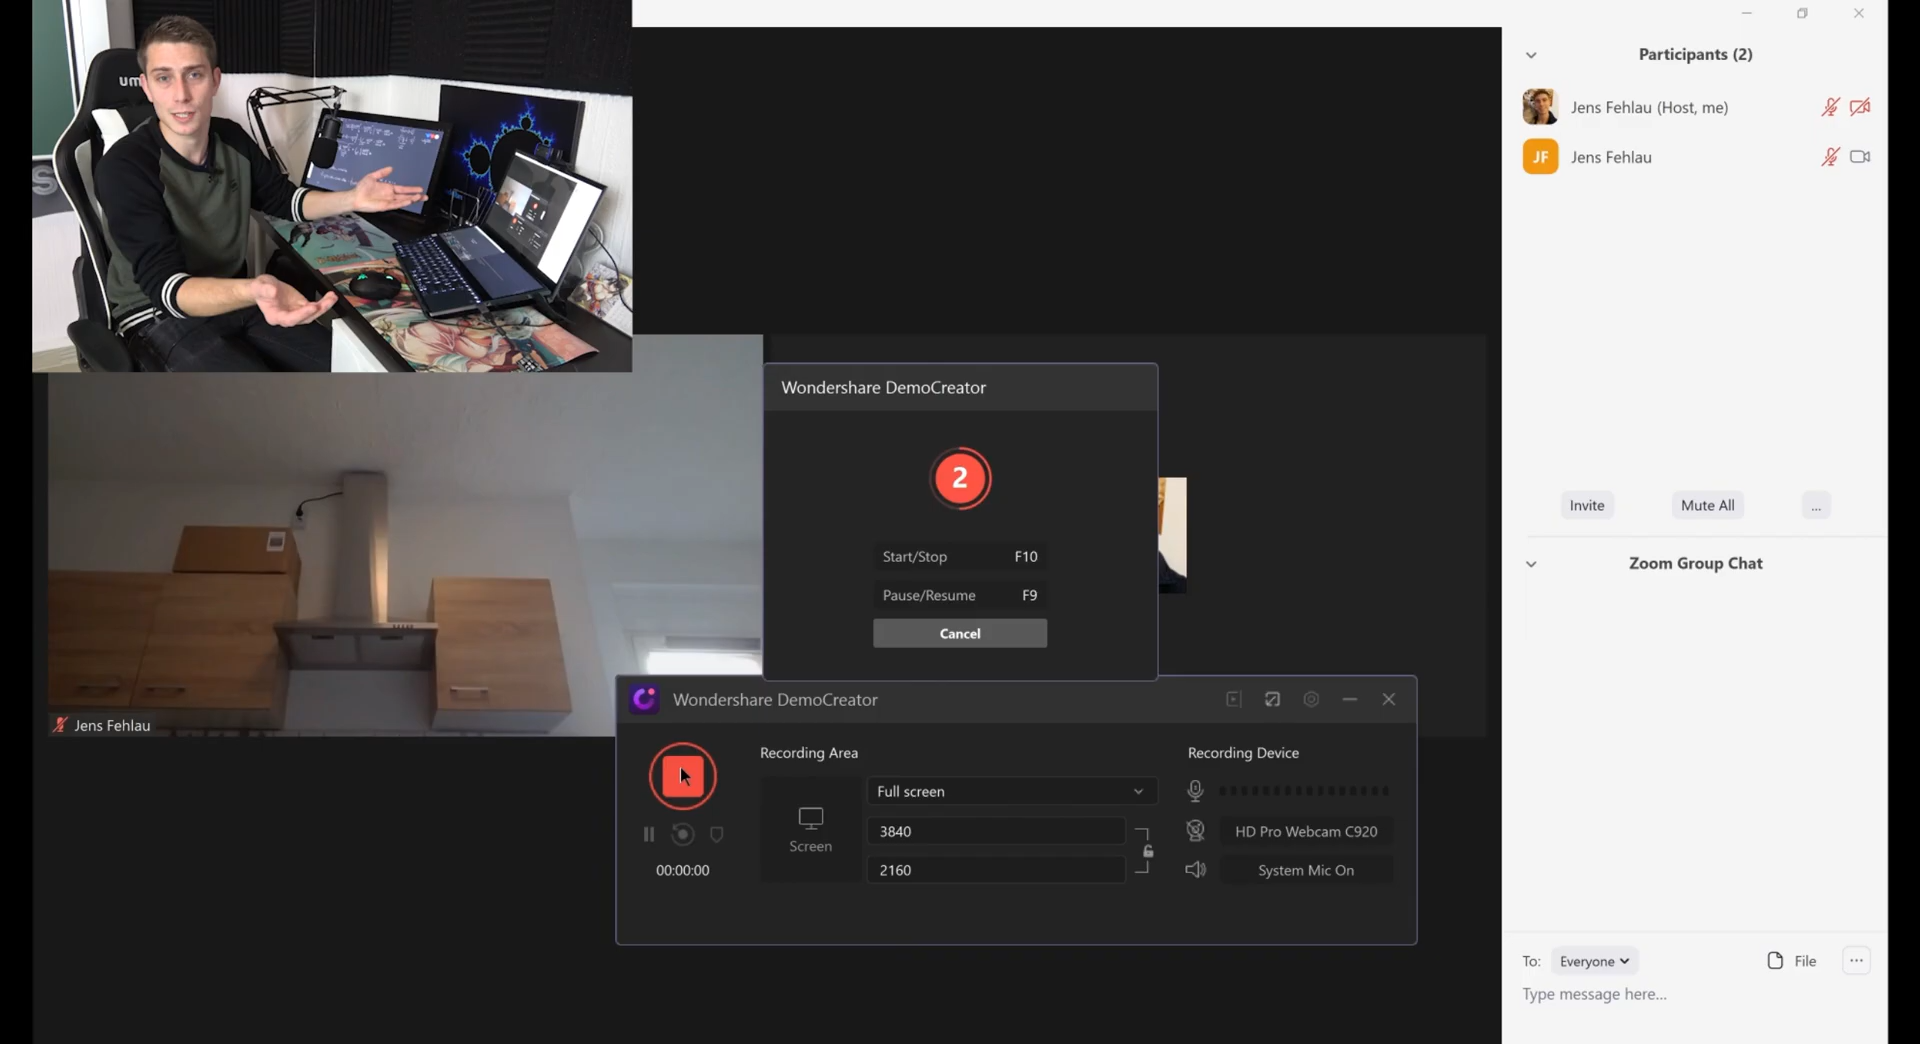 um
Participants (2)
Jens Fehlau (Host, me)
JF
Jens Fehlau
Invite
Mute All
...
Zoom Group Chat
To:
Everyone
File
Type message here...
Wondershare DemoCreator
2
Start/Stop
F10
Pause/Resume
F9
Cancel
Jens Fehlau
Wondershare DemoCreator
Recording Area
Recording Device
Full screen
3840
2160
Screen
00:00:00
HD Pro Webcam C920
System Mic On